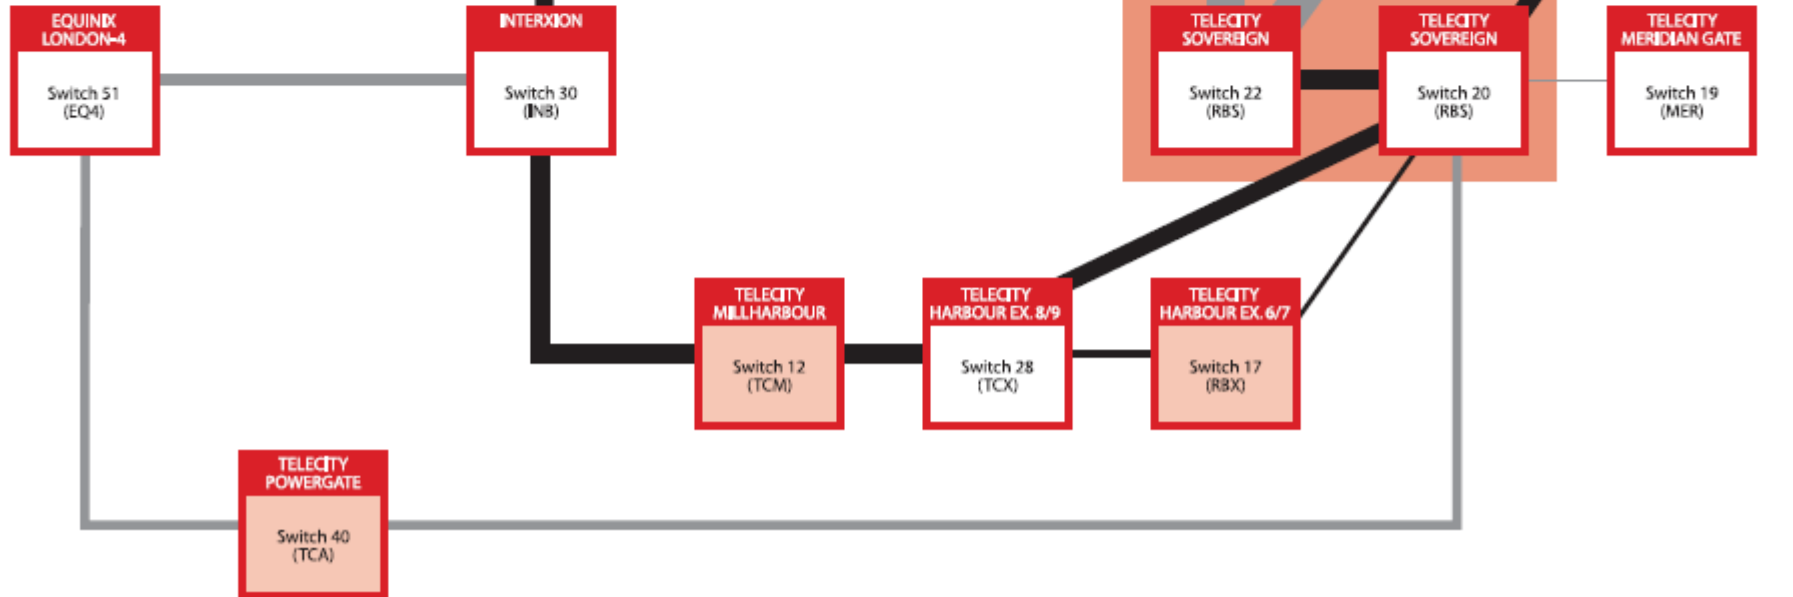 EQUINIX
LONDON-4
Switch 51
(EQ4)
INTERXION
Switch 30
(INB)
TELECITY
SOVEREIGN
Switch 22
(RBS)
TELECITY
SOVEREIGN
Switch 20
(RBS)
TELECITY
MERIDIAN GATE
Switch 19
(MER)
TELECITY
MILLHARBOUR
Switch 12
(TCM)
TELECITY
HARBOUR EX. 8/9
Switch 28
(TCX)
TELECITY
HARBOUR EX. 6/7
Switch 17
(RBX)
TELECITY
POWERGATE
Switch 40
(TCA)